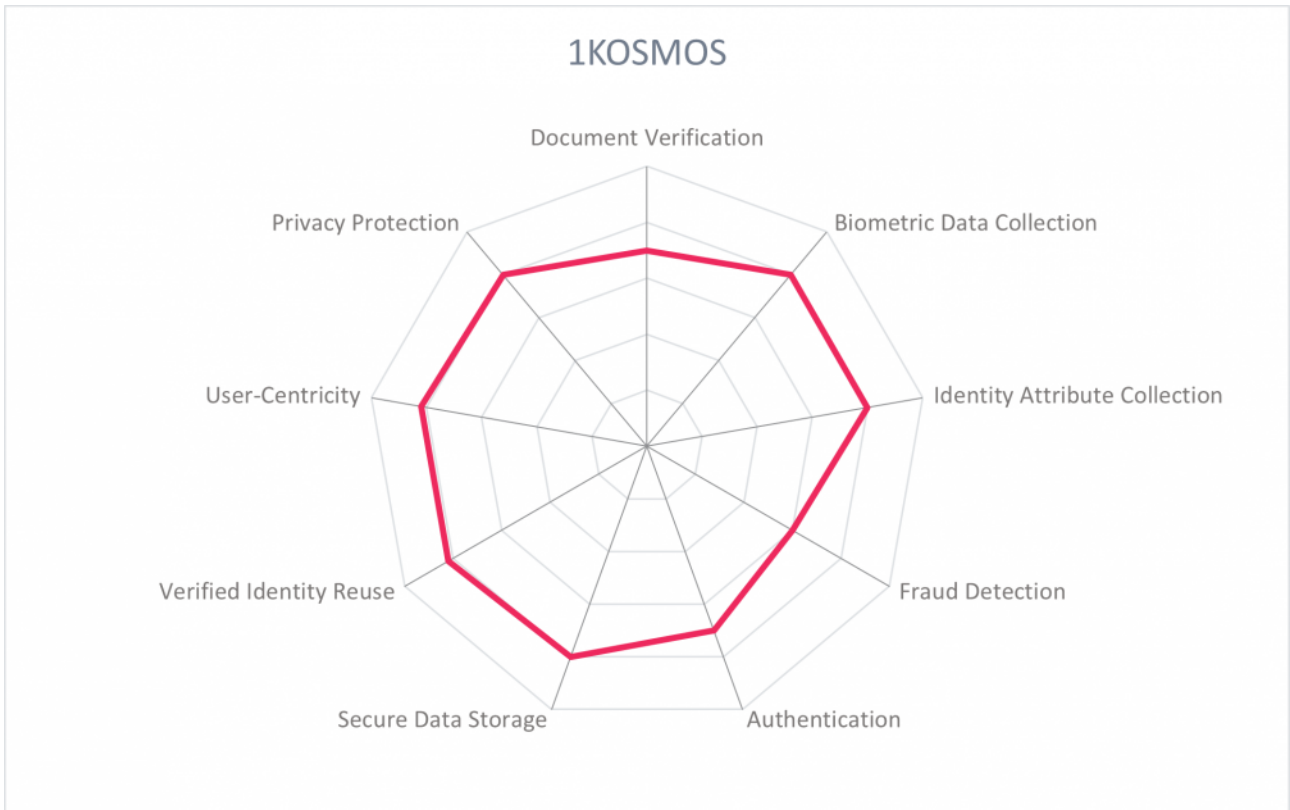 1KOSMOS
Document Verification
Privacy Protection
Biometric Data Collection
User-Centricity
Identity Attribute Collection
Verified Identity Reuse
Fraud Detection
Secure Data Storage
Authentication